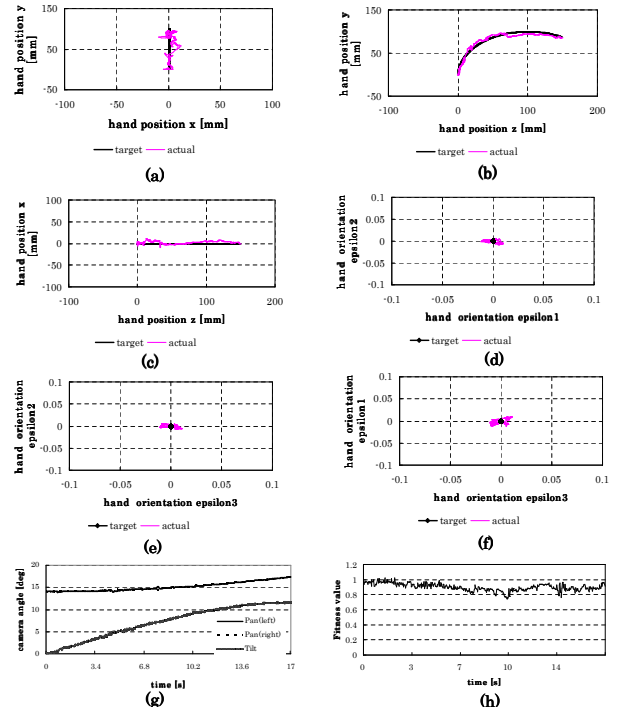 150
100
50
0
-50
-100 -50 0 50 100
hand position y [mm]
hand position x [mm]
target actual
(a)
150
50
-50
-100 0 100 200
hand position y [mm]
hand position z [mm]
target actual
(b)
100
50
0
-50
-100
-100 0 100 200
hand position x [mm]
hand position z [mm]
target actual
(c)
0.1
0.05
0
-0.05
-0.1
-0.1 -0.05 0 0.05 0.1
hand orientation epsilon2
hand orientation epsilon1
target actual
(d)
0.1
0.05
0
-0.05
-0.1
-0.1 -0.05 0 0.05 0.1
hand orientation epsilon2
hand orientation epsilon3
target actual
(e)
0.1
0.05
0
-0.05
-0.1
-0.1 -0.05 0 0.05 0.1
hand orientation epsilon1
hand orientation epsilon3
target actual
(f)
20
15
10
5
0
0 3.4 6.8 10.2 13.6 17
camera angle [deg]
Pan(left)
Pan(right)
Tilt
time [s]
(g)
1.2
1
0.8
0.6
0.4
0.2
0
0 3 7 10 14
Fitness value
time [s]
(h)